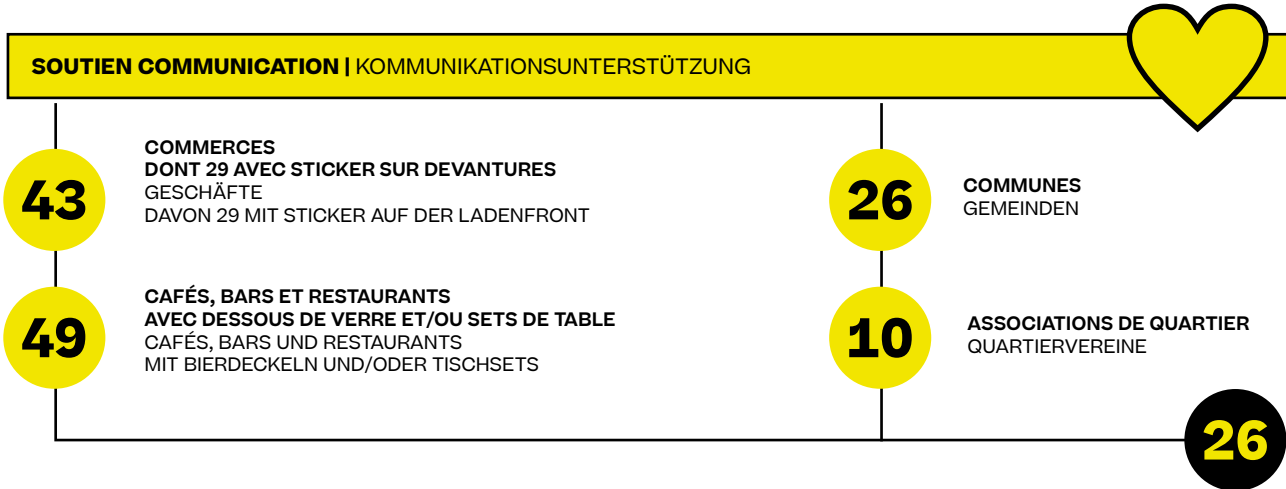 SOUTIEN COMMUNICATION | KOMMUNIKATIONSUNTERSTÜTZUNG
43
COMMERCES
DONT 29 AVEC STICKER SUR DEVANTURES
GESCHÄFTE
DAVON 29 MIT STICKER AUF DER LADENFRONT
49
CAFÉS, BARS ET RESTAURANTS
AVEC DESSOUS DE VERRE ET/OU SETS DE TABLE
CAFÉS, BARS UND RESTAURANTS
MIT BIERDECKELN UND/ODER TISCHSETS
26
COMMUNES
GEMEINDEN
10
ASSOCIATIONS DE QUARTIER
QUARTIERVEREINE
26